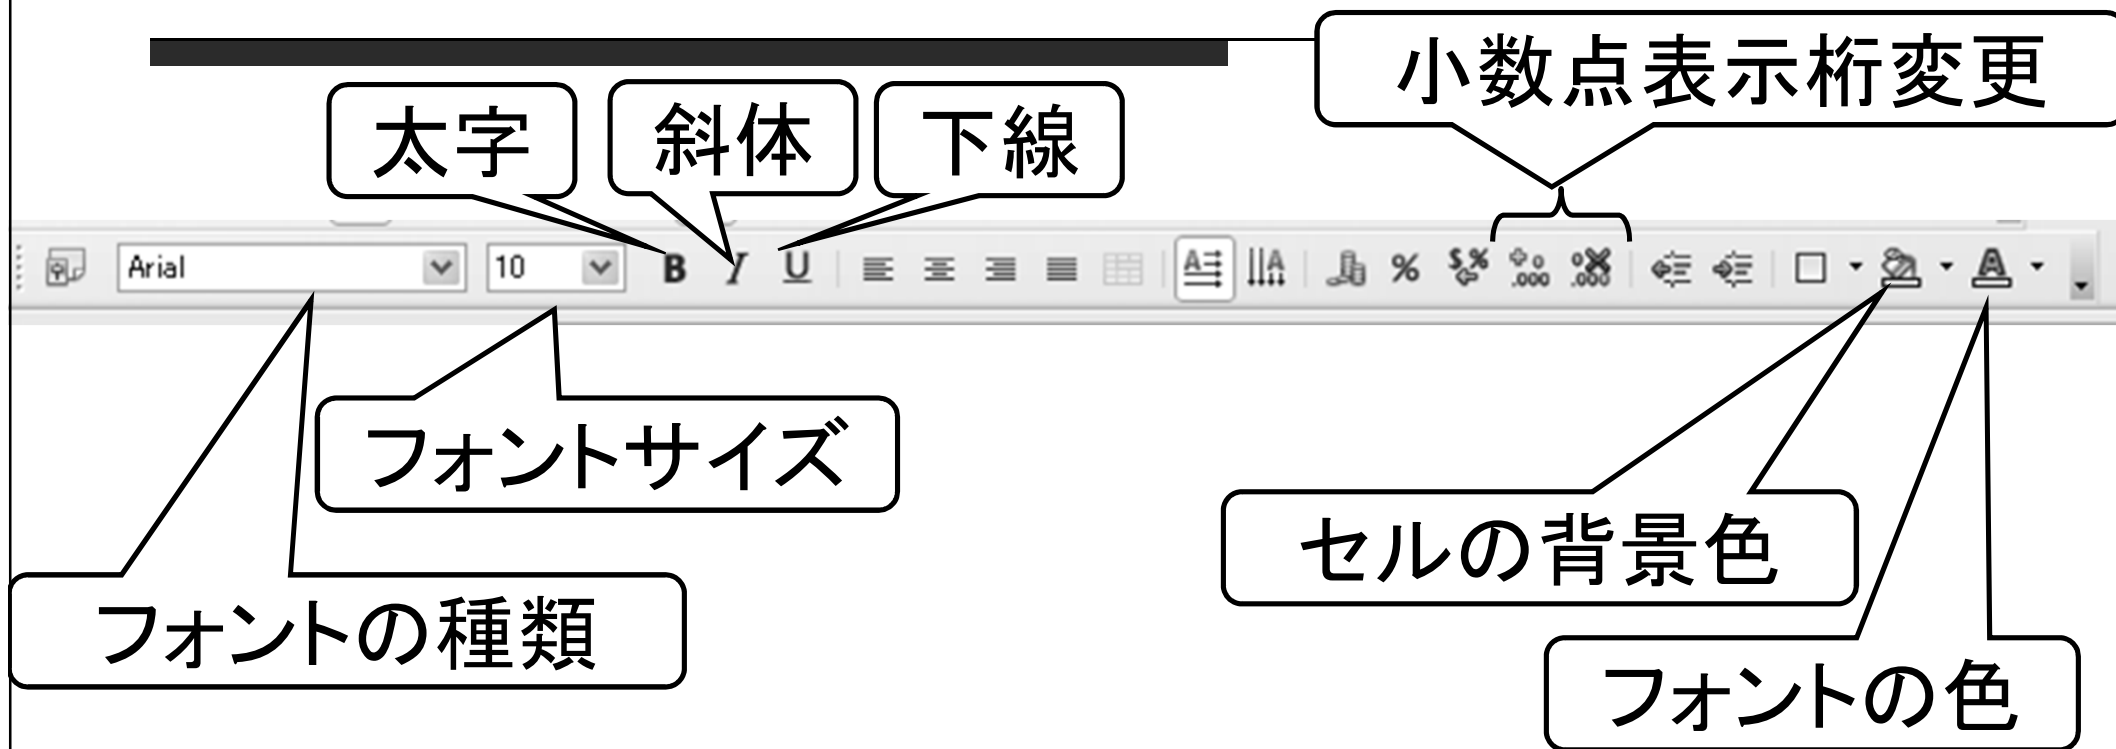 小数点表示桁変更
太字
斜体
下線
Arial
10
B I U
%
フォントサイズ
セルの背景色
フォントの種類
フォントの色